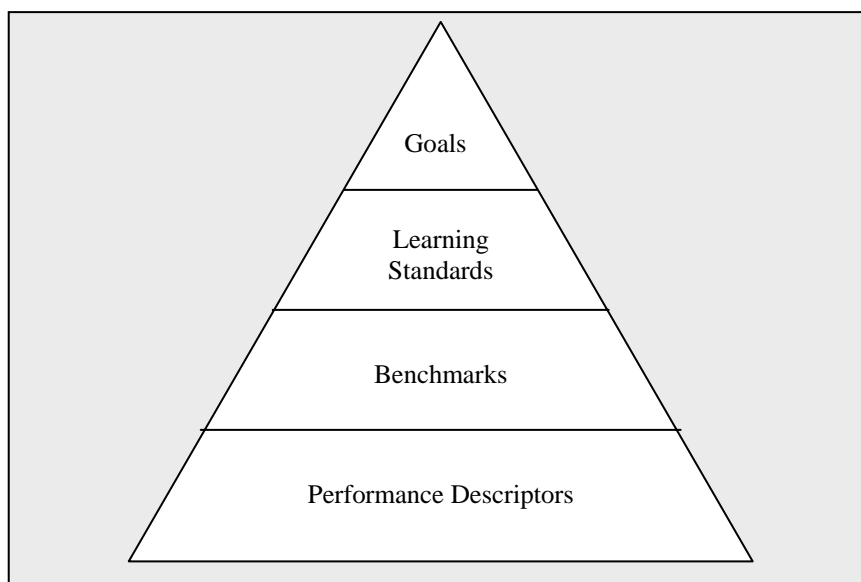 Goals
Learning
Standards
Benchmarks
Performance Descriptors